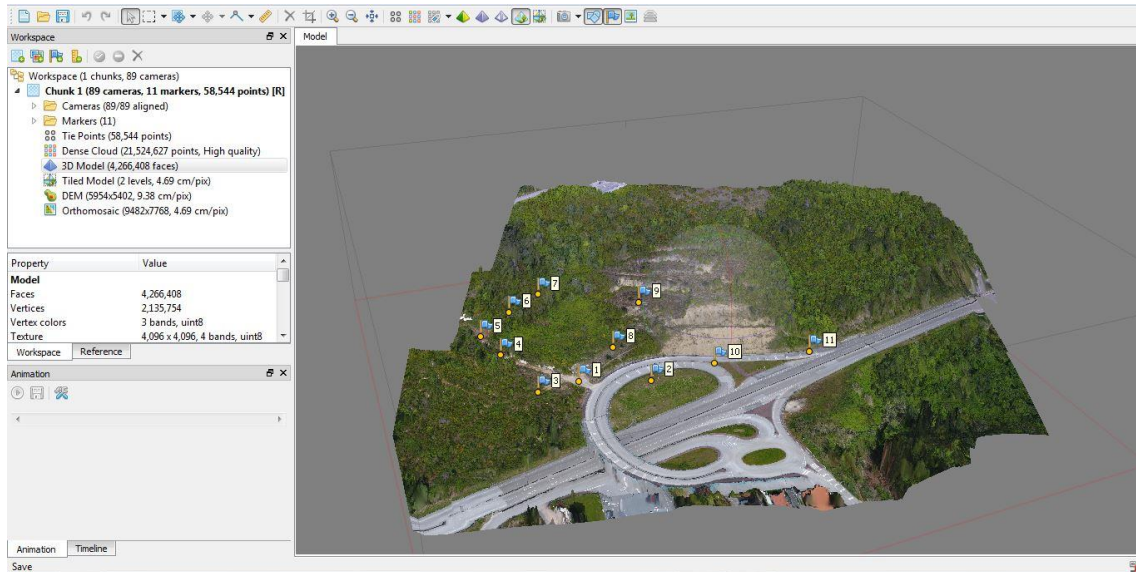 Workspace
Workspace (1 chunks, 89 cameras)
Chunk 1 (89 cameras, 11 markers, 58,544 points) [R]
Cameras (89/89 aligned)
Markers (11)
Tie Points (58,544 points)
Dense Cloud (21,524,627 points, High quality)
3D Model (4,266,408 faces)
Tiled Model (2 levels, 4.69 cm/pix)
DEM (5954x5402, 9.38 cm/pix)
Orthomosaic (9482x7768, 4.69 cm/pix)
Property Value
Model
Faces 4,266,408
Vertices 2,135,754
Vertex colors 3 bands, uint8
Texture 4,096 x 4,096, 4 bands, uint8
Workspace Reference
Animation
Animation Timeline
Save
Model
7
9
6
5
8
11
4
10
1
2
3